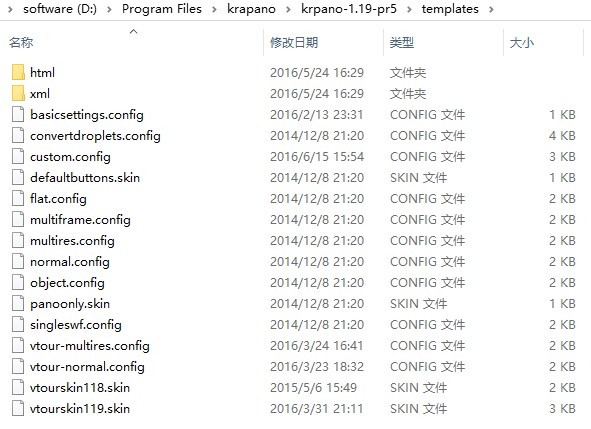 software (D:) > Program Files > krapano > krpano-1.19-pr5 > templates >
名称 修改日期 类型 大小
html 2016/5/24 16:29 文件夹
xml 2016/5/24 16:29 文件夹
basicsettings.config 2016/2/13 23:31 CONFIG 文件 1 KB
convertdroplets.config 2014/12/8 21:20 CONFIG 文件 4 KB
custom.config 2016/6/15 15:54 CONFIG 文件 3 KB
defaultbuttons.skin 2014/12/8 21:20 SKIN 文件 1 KB
flat.config 2014/12/8 21:20 CONFIG 文件 2 KB
multiframe.config 2014/12/8 21:20 CONFIG 文件 2 KB
multires.config 2014/12/8 21:20 CONFIG 文件 2 KB
normal.config 2014/12/8 21:20 CONFIG 文件 2 KB
object.config 2014/12/8 21:20 CONFIG 文件 2 KB
panoonly.skin 2014/12/8 21:20 SKIN 文件 1 KB
singleswf.config 2014/12/8 21:20 CONFIG 文件 2 KB
vtour-multires.config 2016/3/24 16:41 CONFIG 文件 2 KB
vtour-normal.config 2016/3/23 18:32 CONFIG 文件 2 KB
vtourskin118.skin 2015/5/6 15:49 SKIN 文件 2 KB
vtourskin119.skin 2016/3/31 21:11 SKIN 文件 3 KB